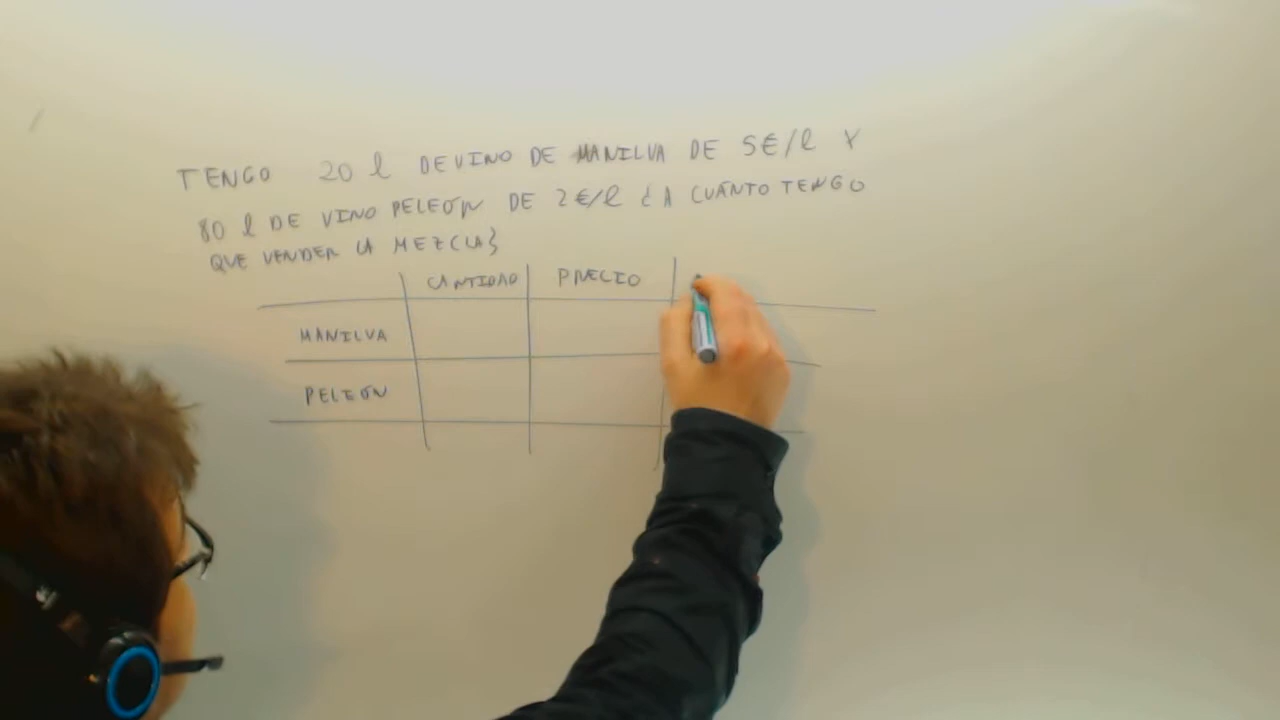 TENGO 20 l DE VINO DE MANILVA DE 5€/l Y
80 l DE VINO PELEÓN DE 2€/l ¿A CUÁNTO TENGO
QUE VENDER LA MEZCLA?
CANTIDAD PRECIO
MANILVA
PELEÓN